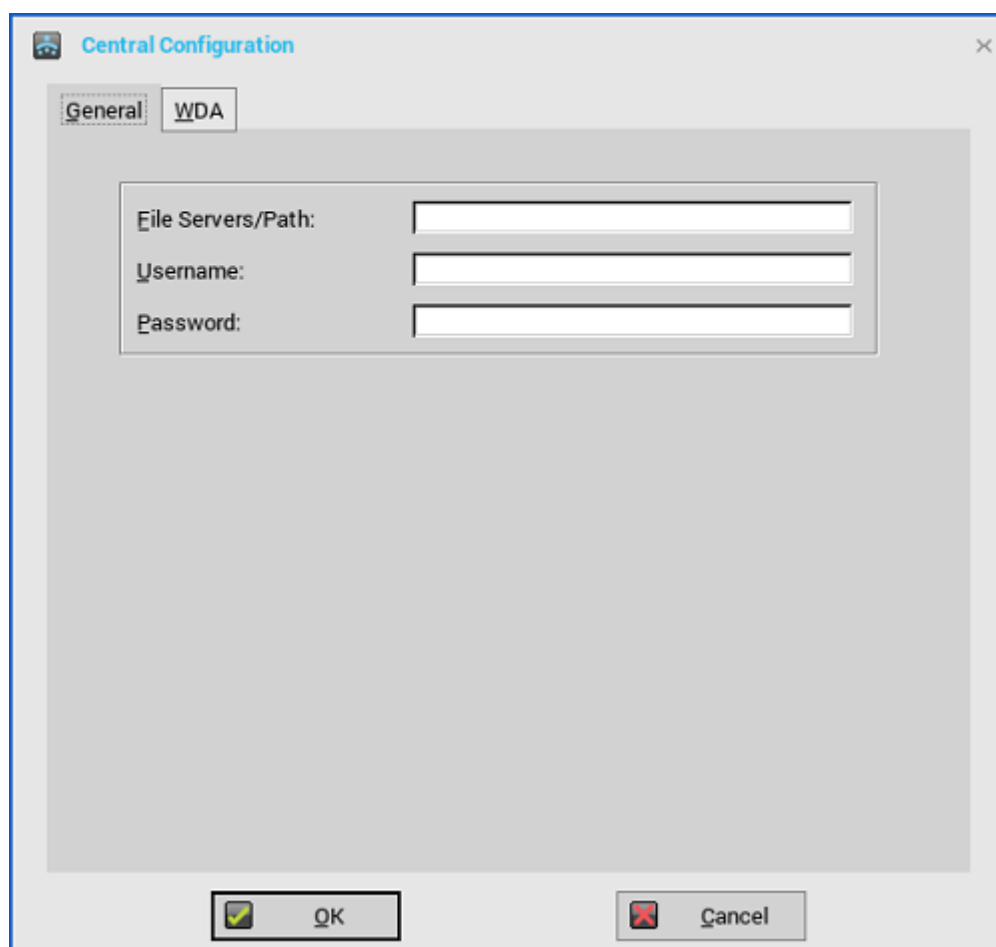 Central Configuration
General WDA
File Servers/Path:
Username:
Password:
OK Cancel